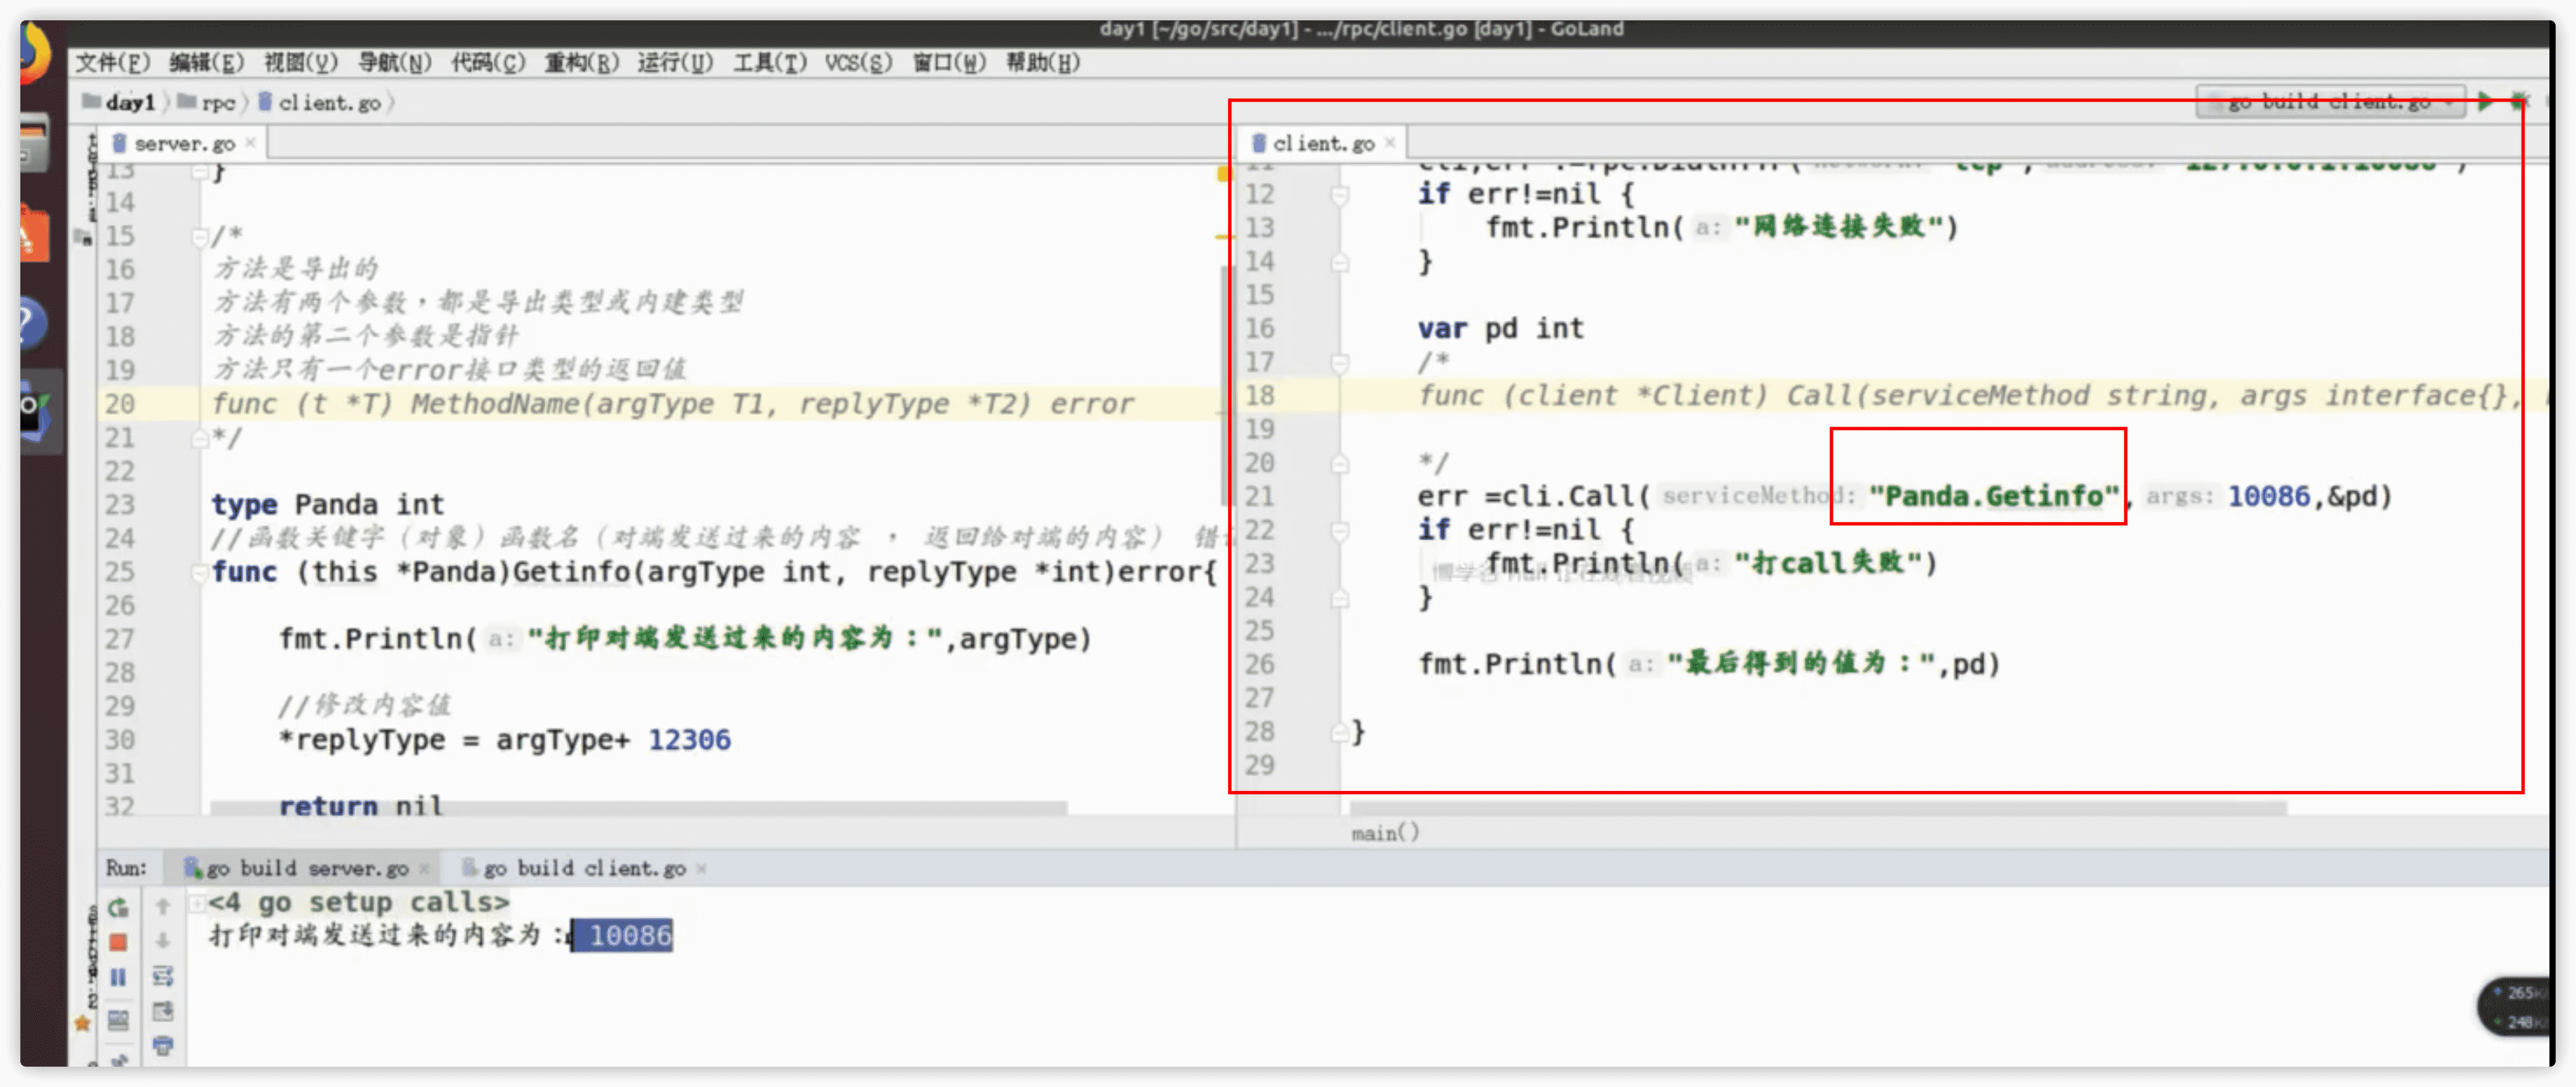 day1 [~/go/src/day1] - .../rpc/client.go [day1] - GoLand
文件(F) 编辑(E) 视图(V) 导航(N) 代码(C) 重构(R) 运行(U) 工具(T) VCS(S) 窗口(W) 帮助(H)
day1 rpc client.go
go build client.go
server.go
13 }
14
15 /*
16 方法是导出的
17 方法有两个参数，都是导出类型或内建类型
18 方法的第二个参数是指针
19 方法只有一个error接口类型的返回值
20 func (t *T) MethodName(argType T1, replyType *T2) error
21 */
22
23 type Panda int
24 //函数关键字（对象）函数名（对端发送过来的内容 ， 返回给对端的内容） 错
25 func (this *Panda)Getinfo(argType int, replyType *int)error{
26
27 fmt.Println( a: "打印对端发送过来的内容为：",argType)
28
29 //修改内容值
30 *replyType = argType+ 12306
31
32 return nil
client.go
11 cli,err :=rpc.DialHTTP( network: "tcp", address: "127.0.0.1:10086")
12 if err!=nil {
13 fmt.Println( a: "网络连接失败")
14 }
15
16 var pd int
17 /*
18 func (client *Client) Call(serviceMethod string, args interface{},
19
20 */
21 err =cli.Call( serviceMethod: "Panda.Getinfo", args: 10086,&pd)
22 if err!=nil {
23 fmt.Println( a: "打call失败")
24 }
25
26 fmt.Println( a: "最后得到的值为：",pd)
27
28 }
29
main()
Run: go build server.go go build client.go
<4 go setup calls>
打印对端发送过来的内容为： 10086
265K
248K